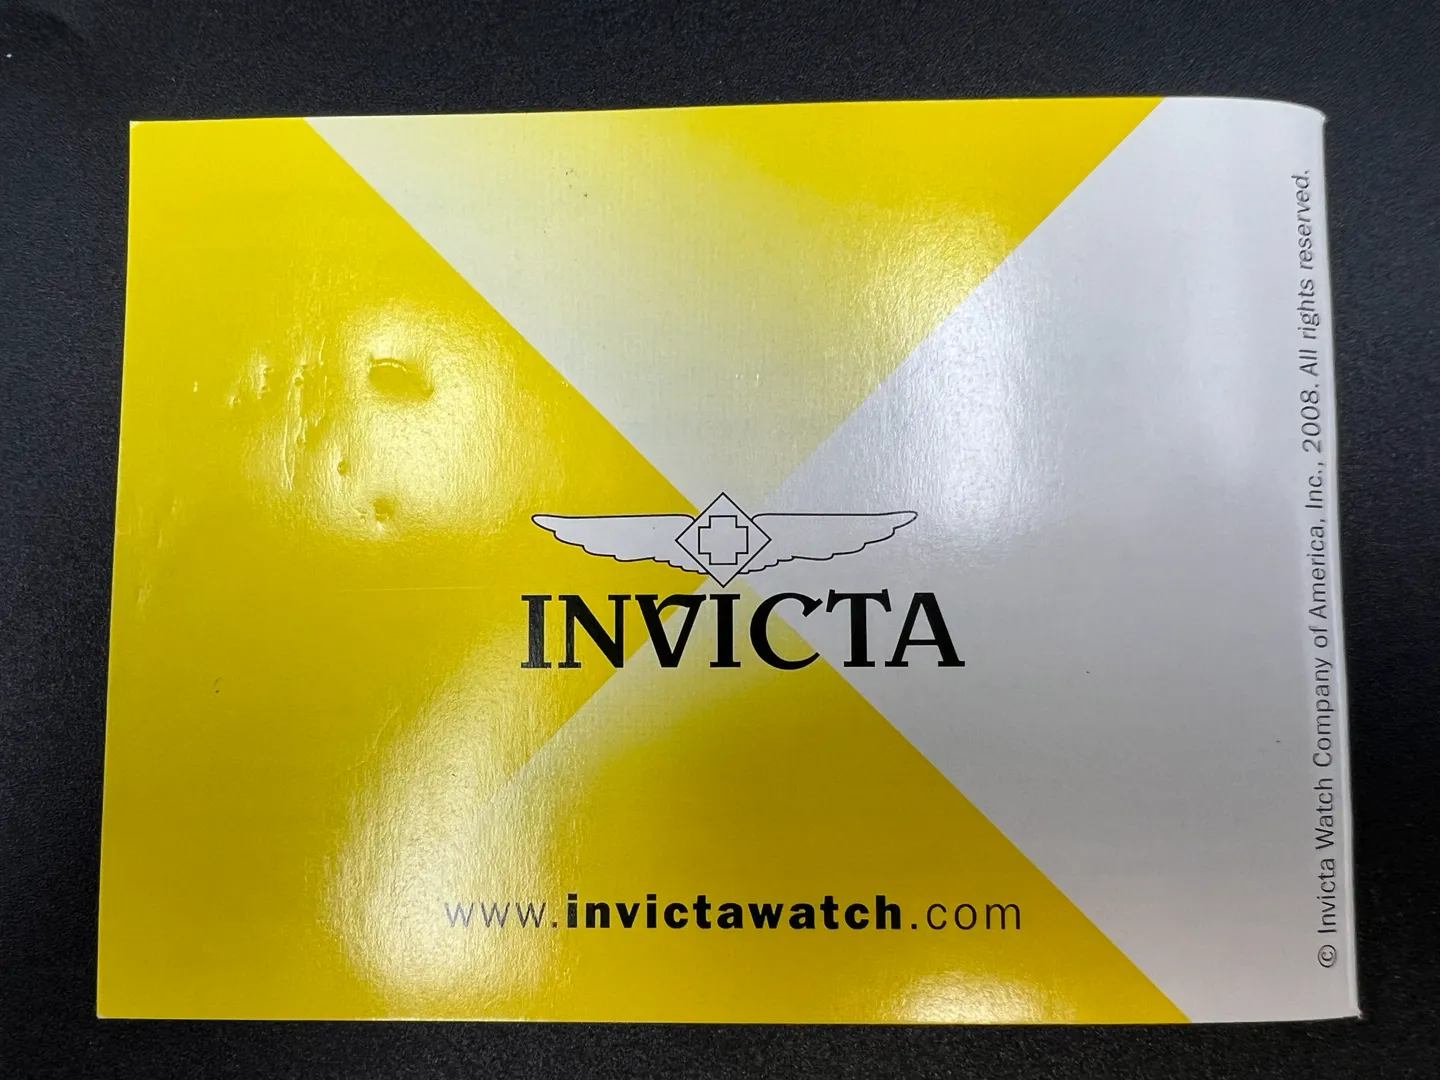 INVICTA
www.invictawatch.com
© Invicta Watch Company of America, Inc., 2008. All rights reserved.